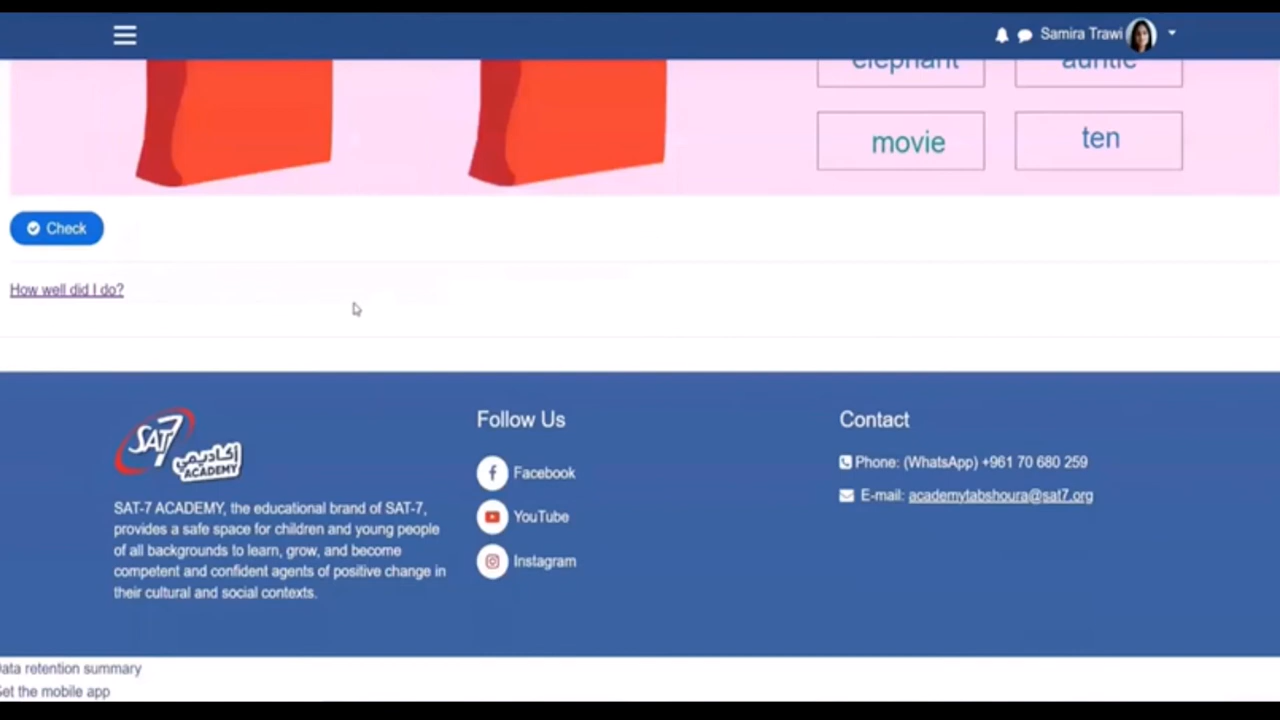 Samira Trawi
elephant
auntie
movie
ten
Check
How well did I do?
SAT7
أكاديمي
ACADEMY
SAT-7 ACADEMY, the educational brand of SAT-7,
provides a safe space for children and young people
of all backgrounds to learn, grow, and become
competent and confident agents of positive change in
their cultural and social contexts.
Follow Us
Facebook
YouTube
Instagram
Contact
Phone: (WhatsApp) +961 70 680 259
E-mail: academytabshoura@sat7.org
ata retention summary
et the mobile app